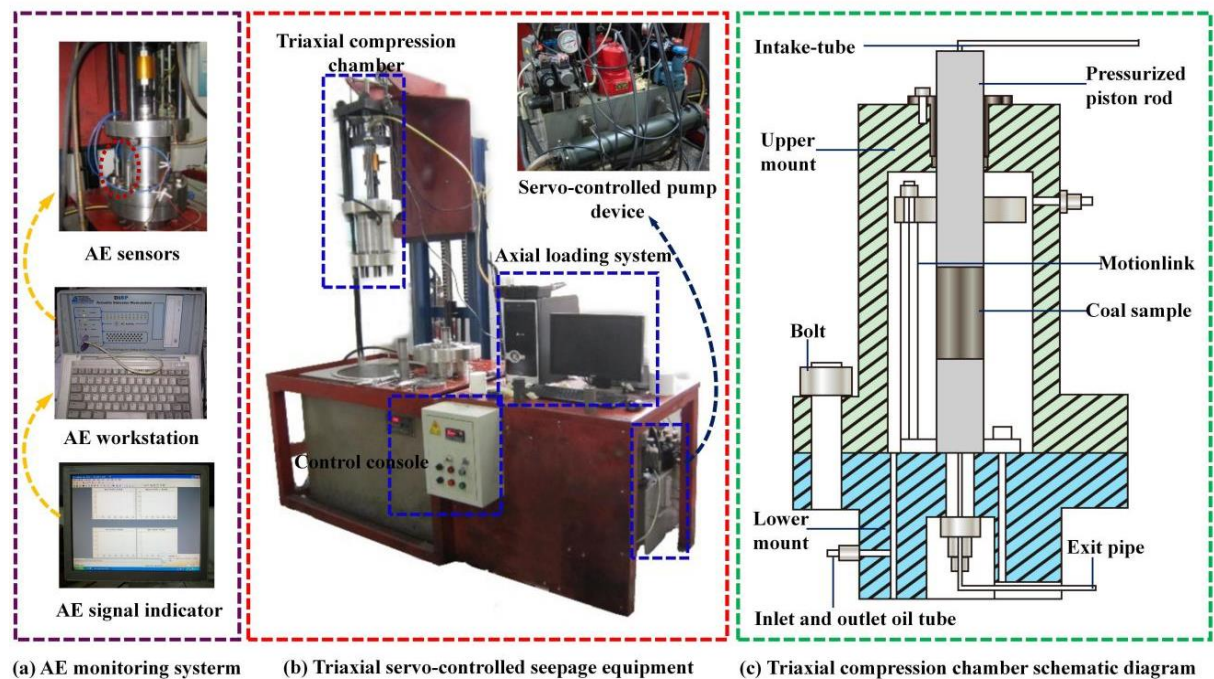 AE sensors
AE workstation
AE signal indicator
(a) AE monitoring systerm
Triaxial compression
chamber
Servo-controlled pump
device
Axial loading system
Control console
(b) Triaxial servo-controlled seepage equipment
Intake-tube
Pressurized
piston rod
Upper
mount
Motionlink
Coal sample
Bolt
Lower
mount
Exit pipe
Inlet and outlet oil tube
(c) Triaxial compression chamber schematic diagram